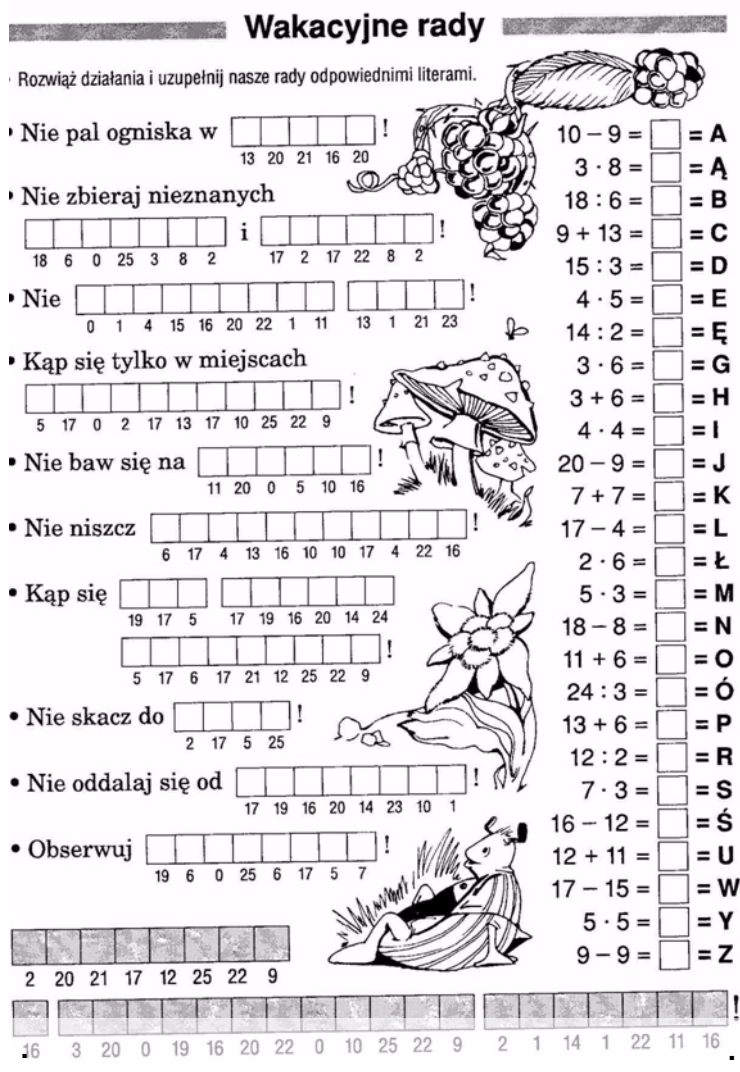 Wakacyjne rady
• Rozwiąż działania i uzupełnij nasze rady odpowiednimi literami.
• Nie pal ogniska w !
13 20 21 16 20
• Nie zbieraj nieznanych
i !
18 6 0 25 3 8 2 17 2 17 22 8 2
• Nie !
0 1 4 15 16 20 22 1 11 13 1 21 23
• Kąp się tylko w miejscach
!
5 17 0 2 17 13 17 10 25 22 9
• Nie baw się na !
11 20 0 5 10 16
• Nie niszcz !
6 17 4 13 16 10 10 17 4 22 16
• Kąp się
19 17 5 17 19 16 20 14 24
!
5 17 6 17 21 12 25 22 9
• Nie skacz do !
2 17 5 25
• Nie oddalaj się od !
17 19 16 20 14 23 10 1
• Obserwuj !
19 6 0 25 6 17 5 7
2 20 21 17 12 25 22 9
!
16 3 20 0 19 16 20 22 0 10 25 22 9 2 1 14 1 22 11 16
10 – 9 = = A
3 · 8 = = Ą
18 : 6 = = B
9 + 13 = = C
15 : 3 = = D
4 · 5 = = E
14 : 2 = = Ę
3 · 6 = = G
3 + 6 = = H
4 · 4 = = I
20 – 9 = = J
7 + 7 = = K
17 – 4 = = L
2 · 6 = = Ł
5 · 3 = = M
18 – 8 = = N
11 + 6 = = O
24 : 3 = = Ó
13 + 6 = = P
12 : 2 = = R
7 · 3 = = S
16 – 12 = = Ś
12 + 11 = = U
17 – 15 = = W
5 · 5 = = Y
9 – 9 = = Z